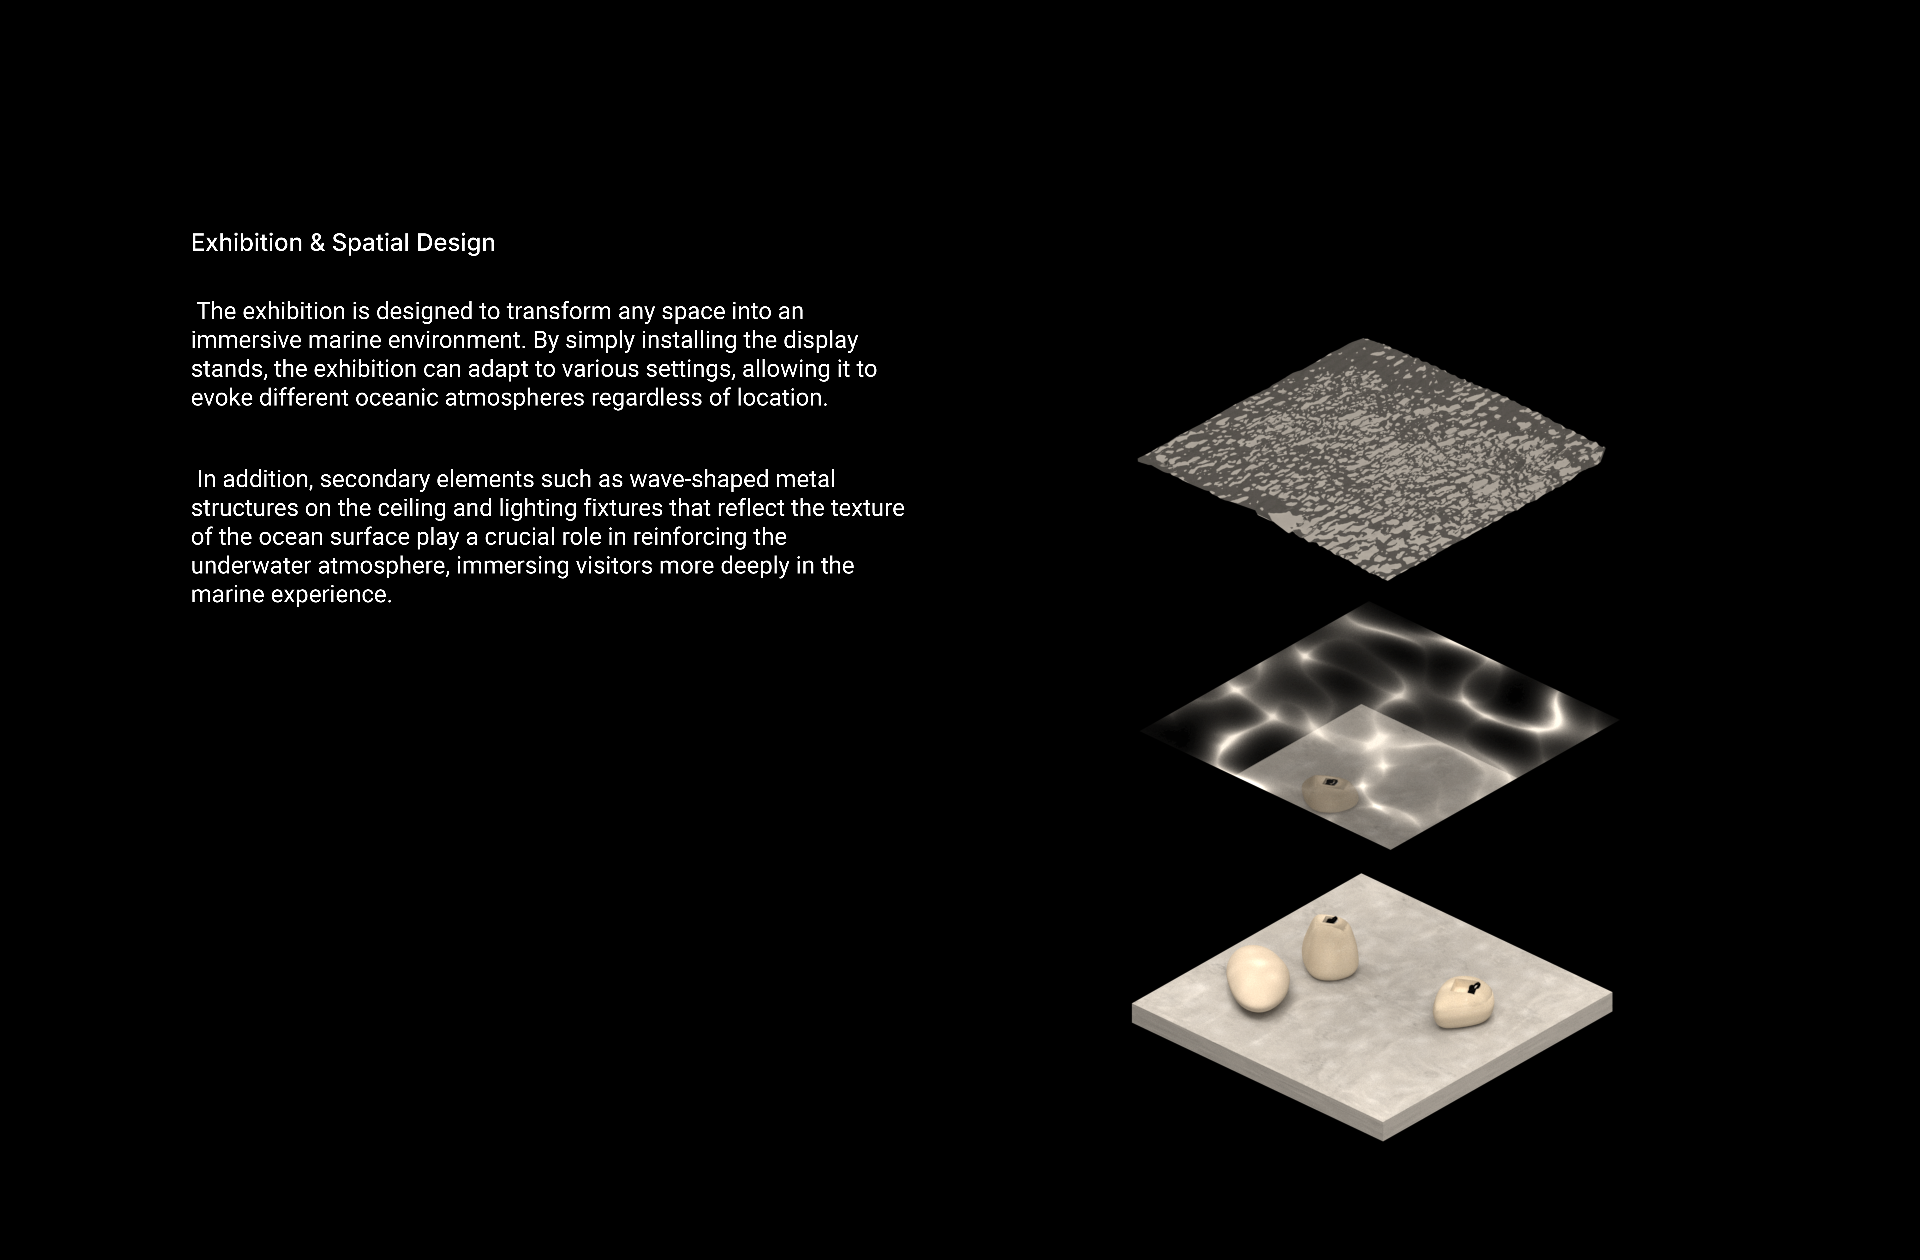 Exhibition & Spatial Design
The exhibition is designed to transform any space into an
immersive marine environment. By simply installing the display
stands, the exhibition can adapt to various settings, allowing it to
evoke different oceanic atmospheres regardless of location.
In addition, secondary elements such as wave-shaped metal
structures on the ceiling and lighting fixtures that reflect the texture
of the ocean surface play a crucial role in reinforcing the
underwater atmosphere, immersing visitors more deeply in the
marine experience.